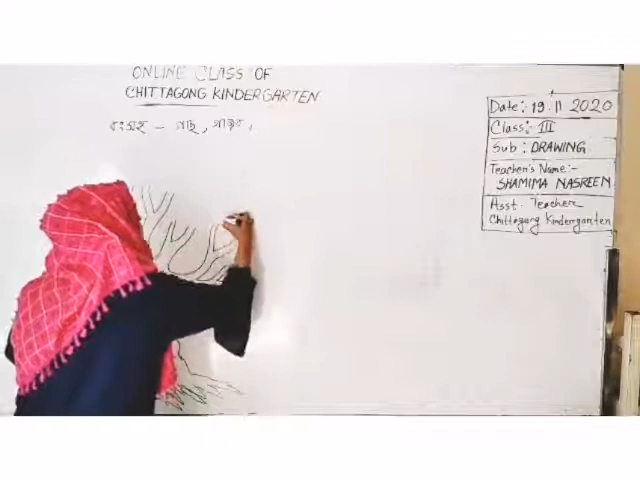 ONLINE CLASS OF
CHITTAGONG KINDERGARTEN
গাছ,
Date: 19.11 2020
Class: III
Sub : DRAWING
Teacher's Name:-
SHAMIMA NASREEN
Asst. Teacher
Chittagong Kindergarten